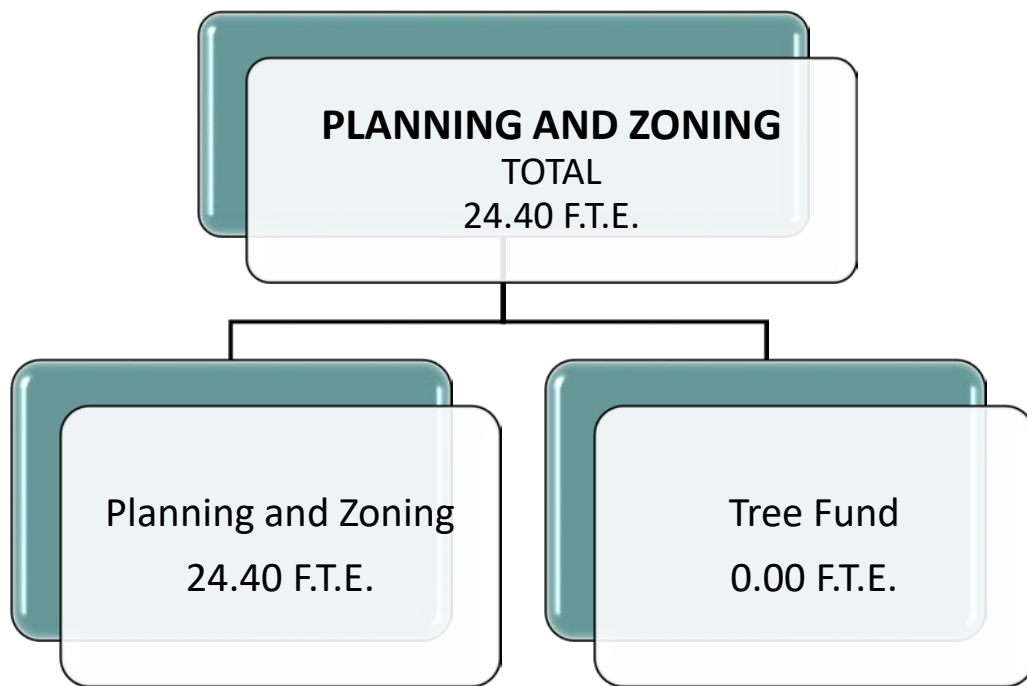 PLANNING AND ZONING
TOTAL
24.40 F.T.E.
Planning and Zoning
24.40 F.T.E.
Tree Fund
0.00 F.T.E.